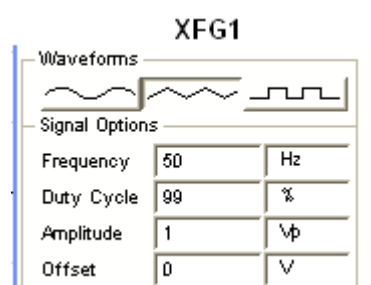 XFG1
Waveforms
Signal Options
Frequency 50 Hz
Duty Cycle 99 %
Amplitude 1 Vp
Offset 0 V